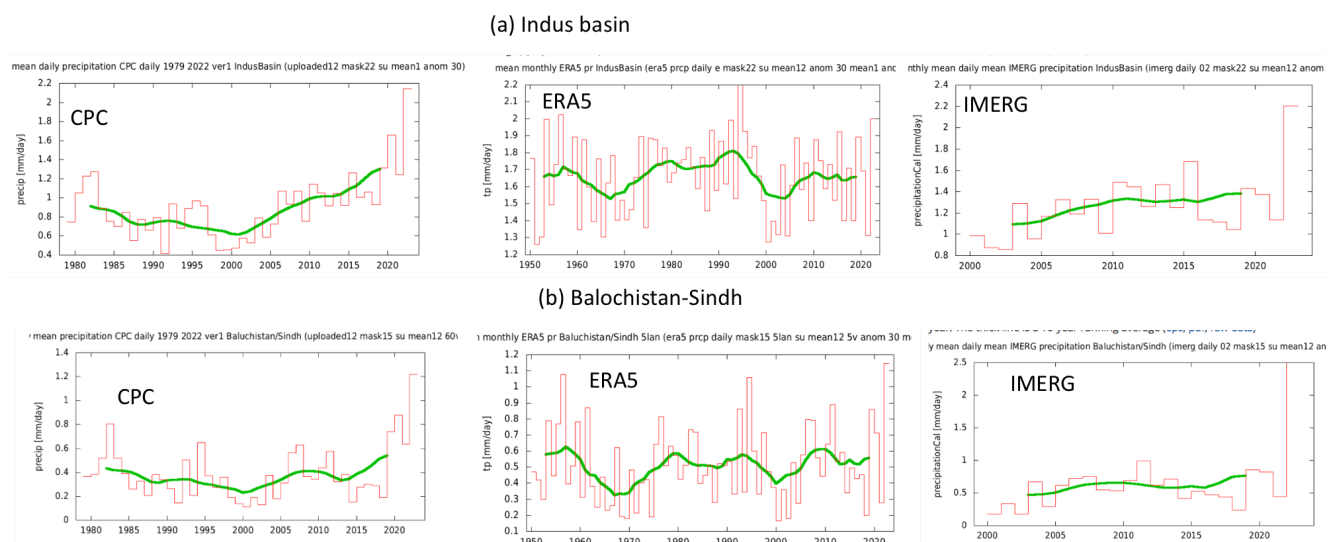 (a) Indus basin
mean daily precipitation CPC daily 1979 2022 ver1 IndusBasin (uploaded12 mask22 su mean1 anom 30)
CPC
precip [mm/day]
2.2
2
1.8
1.6
1.4
1.2
1
0.8
0.6
0.4
1980 1985 1990 1995 2000 2005 2010 2015 2020
mean monthly ERA5 pr IndusBasin (era5 prcp daily e mask22 su mean12 anom 30 mean1 anc
ERA5
tp [mm/day]
2.2
2
1.9
1.8
1.7
1.6
1.5
1.4
1.3
1.2
1950 1960 1970 1980 1990 2000 2010 2020
nthly mean daily mean IMERG precipitation IndusBasin (imerg daily 02 mask22 su mean12 anom
IMERG
precipitationCal [mm/day]
2.4
2.2
2
1.8
1.6
1.4
1.2
1
0.8
2000 2005 2010 2015 2020
(b) Balochistan-Sindh
mean precipitation CPC daily 1979 2022 ver1 Baluchistan/Sindh (uploaded12 mask15 su mean12 60v
CPC
precip [mm/day]
1.4
1.2
1
0.8
0.6
0.4
0.2
0
1980 1985 1990 1995 2000 2005 2010 2015 2020
monthly ERA5 pr Baluchistan/Sindh 5lan (era5 prcp daily mask15 5lan su mean12 5v anom 30 m
ERA5
tp [mm/day]
1.2
1.1
1
0.9
0.8
0.7
0.6
0.5
0.4
0.3
0.2
0.1
1950 1960 1970 1980 1990 2000 2010 2020
ly mean daily mean IMERG precipitation Baluchistan/Sindh (imerg daily 02 mask15 su mean12 an
IMERG
precipitationCal [mm/day]
2.5
2
1.5
1
0.5
0
2000 2005 2010 2015 2020